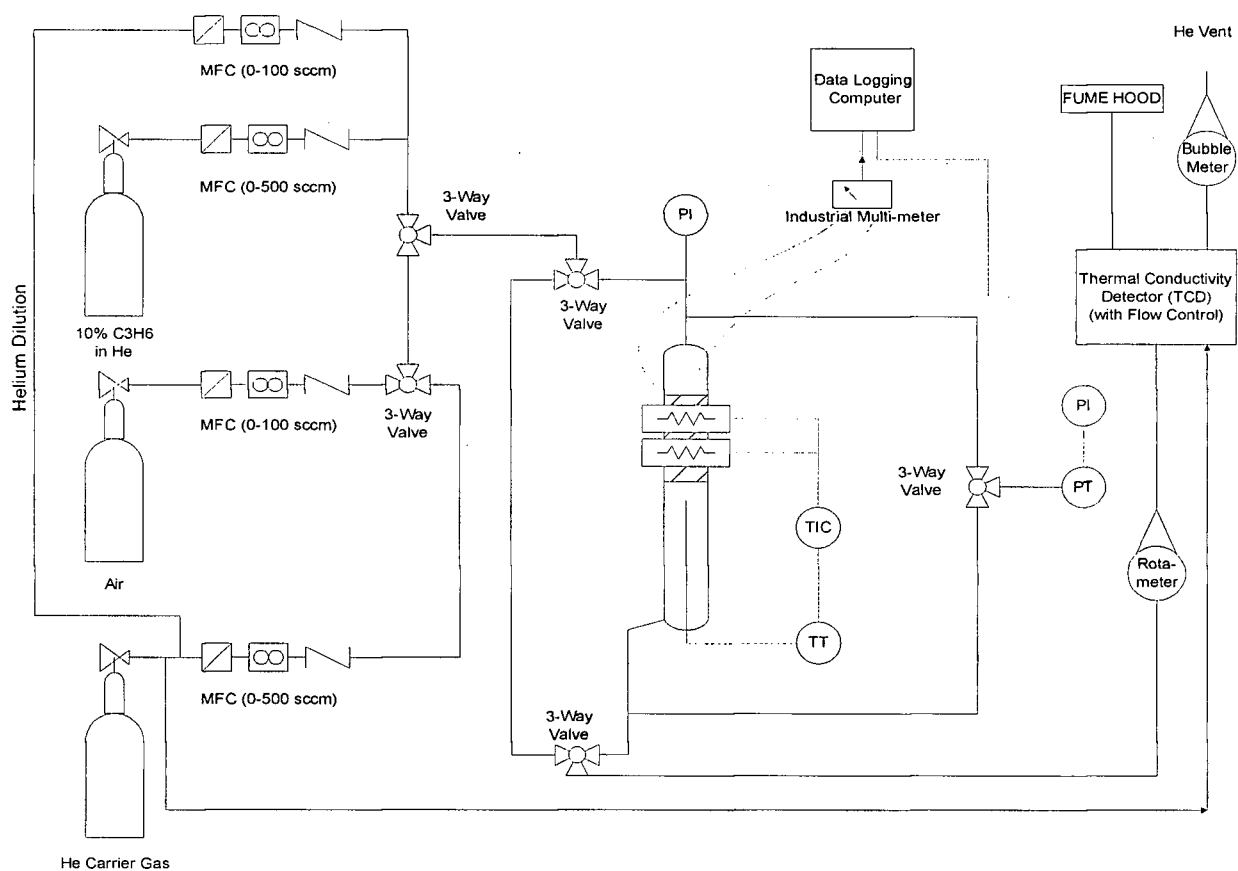 He Vent
MFC (0-100 sccm)
Data Logging
Computer
FUME HOOD
Bubble
Meter
MFC (0-500 sccm)
3-Way
Valve
PI
Industrial Multi-meter
Thermal Conductivity
Detector (TCD)
(with Flow Control)
3-Way
Valve
10% C3H6
in He
Helium Dilution
3-Way
Valve
MFC (0-100 sccm)
PI
3-Way
Valve
PT
TIC
Air
Rota-
meter
TT
MFC (0-500 sccm)
3-Way
Valve
He Carrier Gas